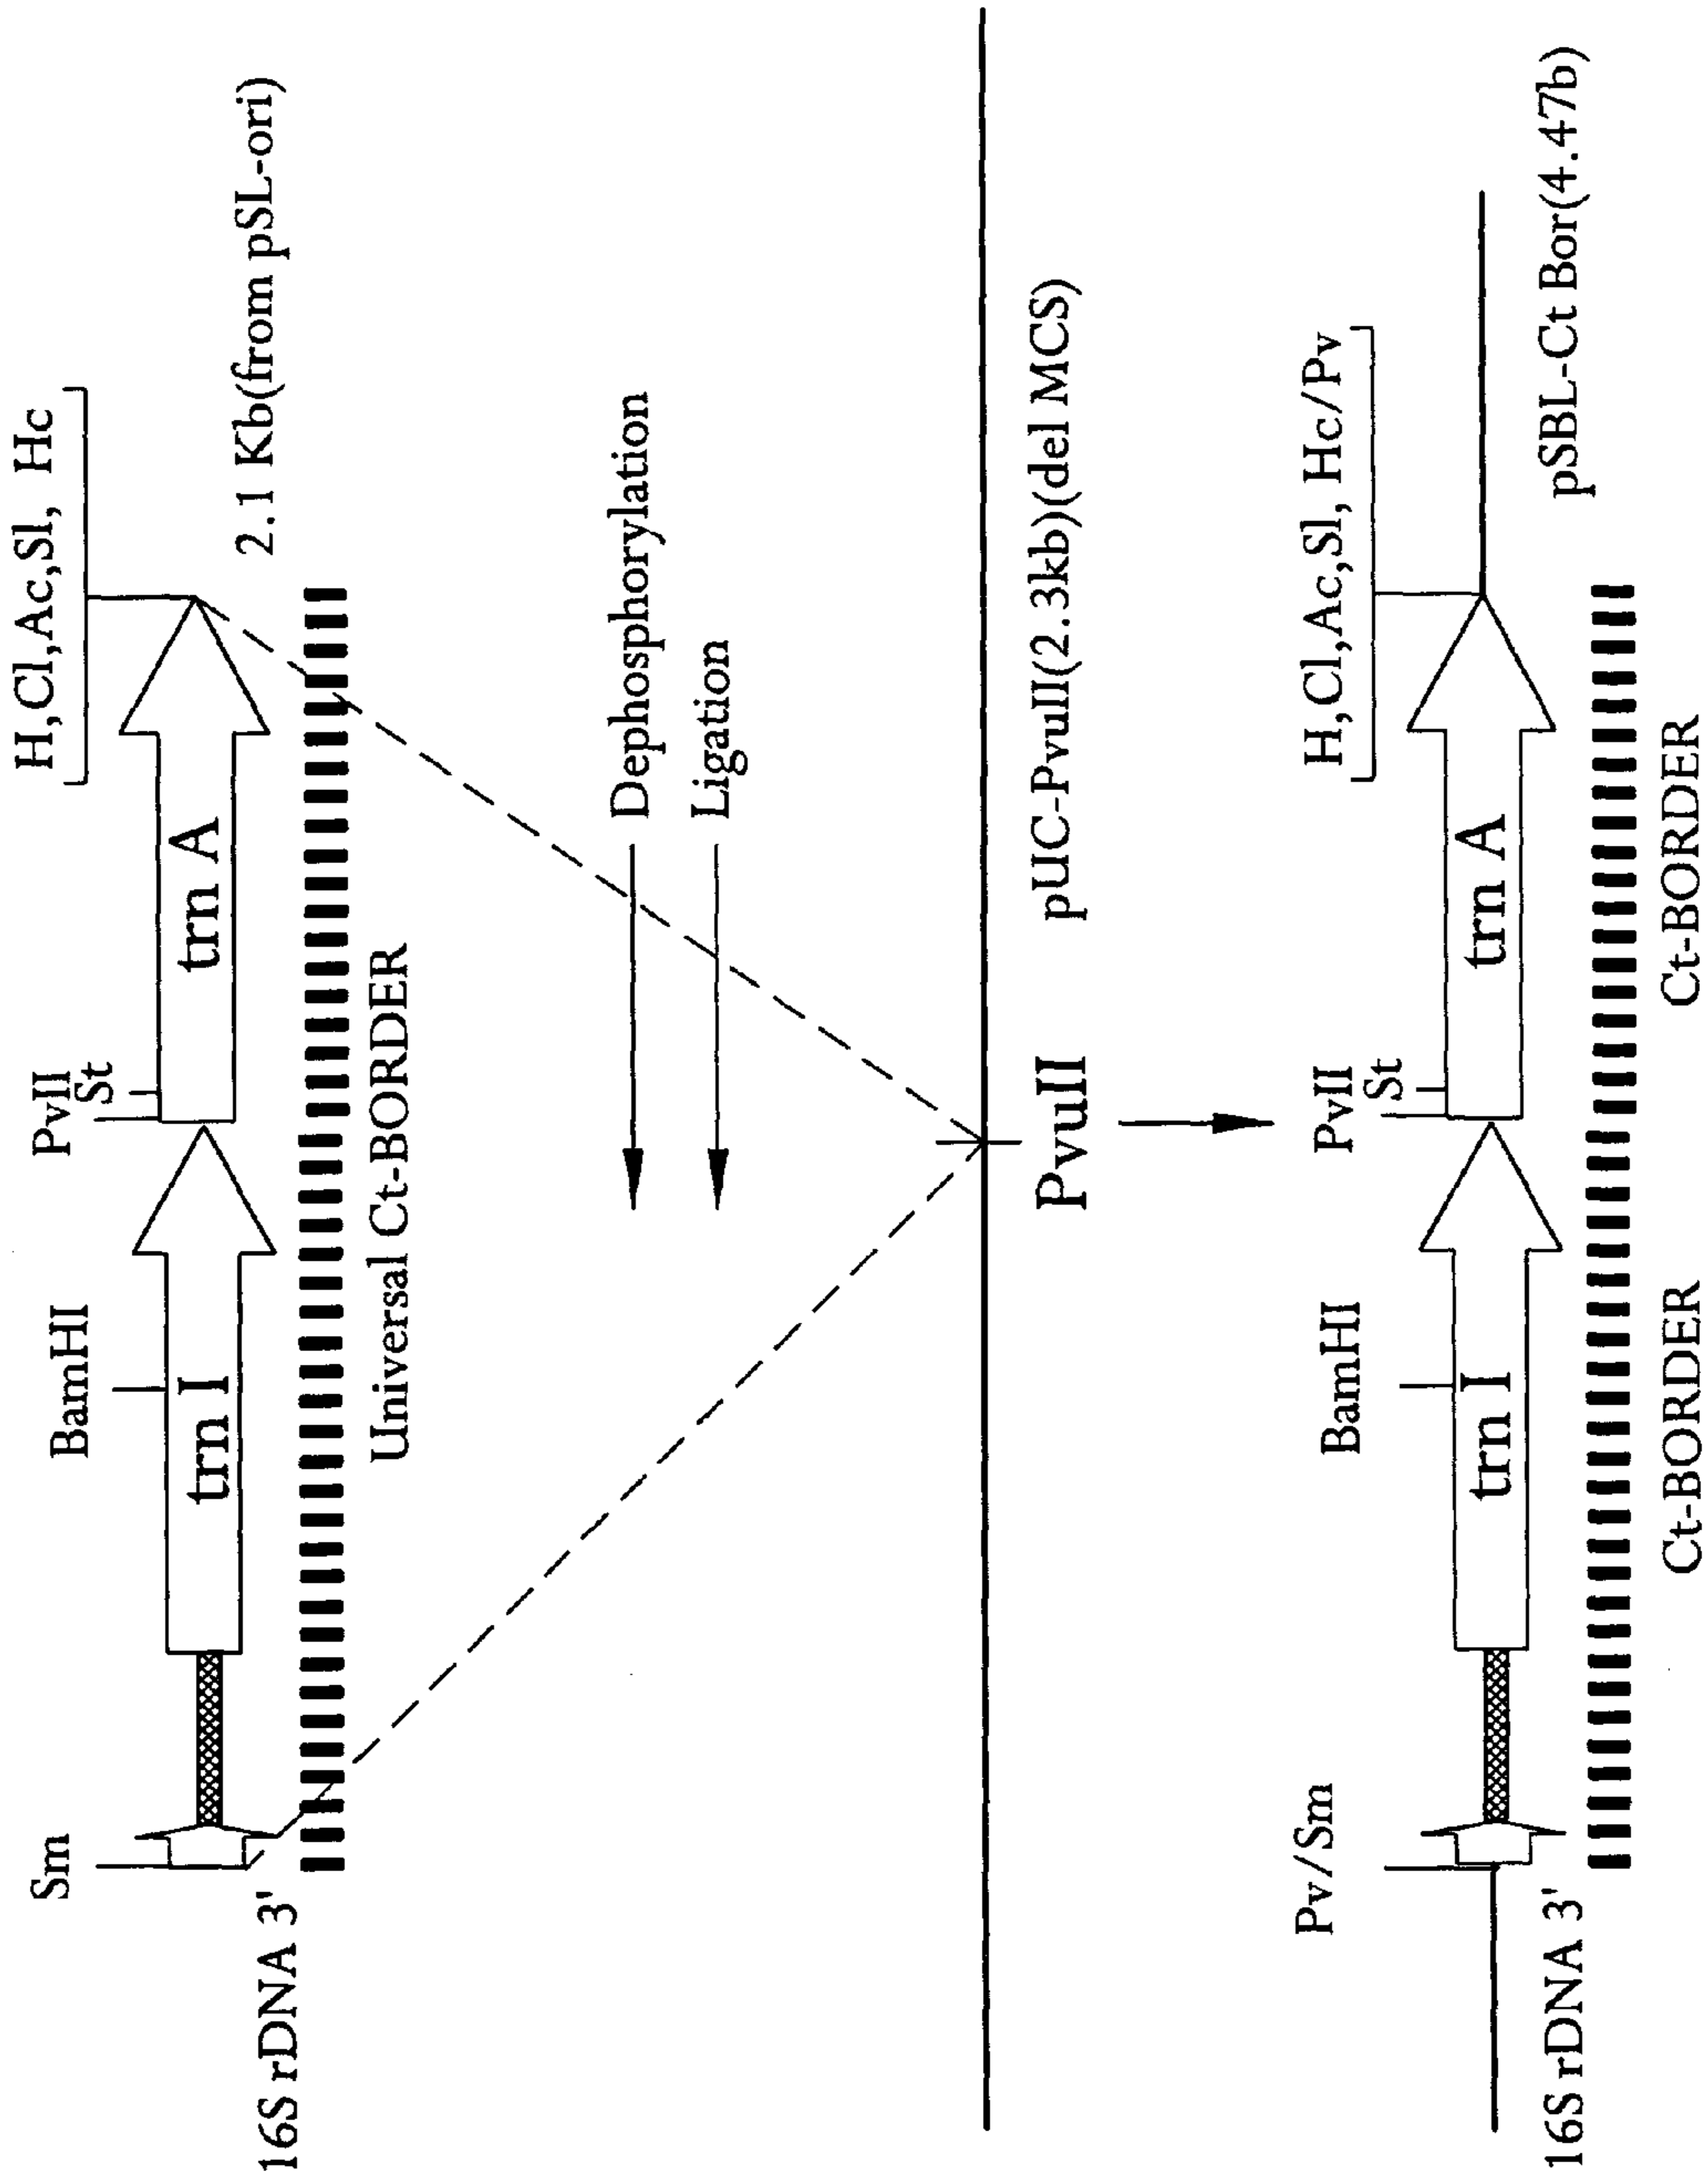 H,Cl,Ac,Sl, Hc
PvII
St
BamHI
Sm
trn I
trn A
2.1 Kb(from pSL-ori)
16S rDNA 3'
Universal Ct-BORDER
Dephosphorylation
Ligation
PvuII
pUC-PvuII(2.3kb)(del MCS)
Pv/Sm
BamHI
PvII
St
H,Cl,Ac,Sl, Hc/Pv
trn I
trn A
16S rDNA 3'
pSBL-Ct Bor(4.47b)
Ct-BORDER
Ct-BORDER